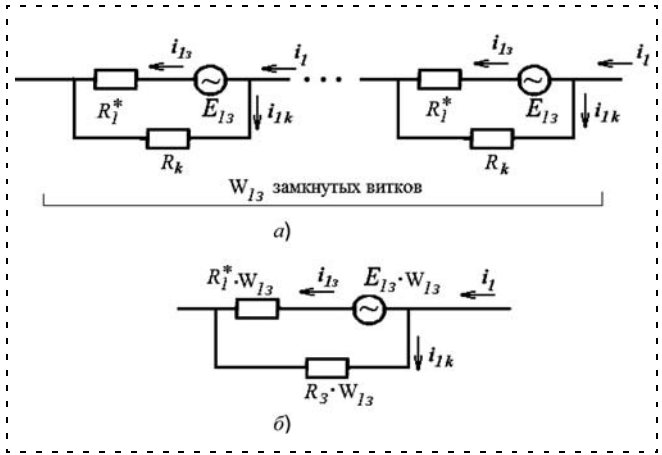 i₁з i₁ i₁з i₁
R₁* E₁з i₁k R₁* E₁з i₁k
Rk Rk
W₁з замкнутых витков
а)
R₁*·W₁з i₁з E₁з·W₁з i₁
i₁k
R₃·W₁з
б)